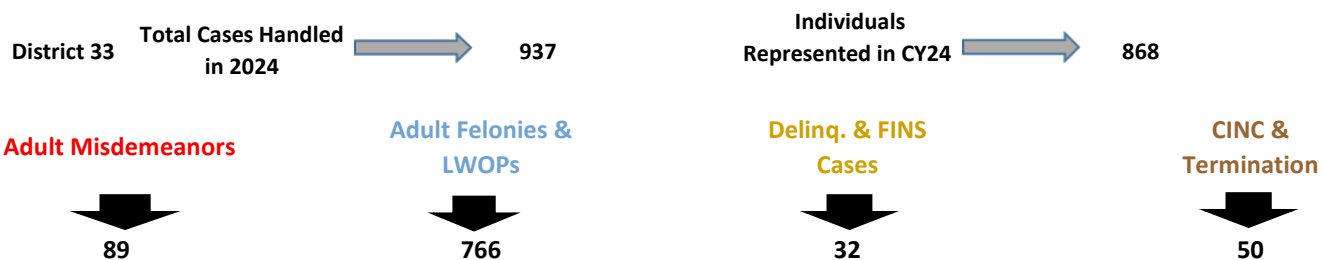 District 33
Total Cases Handled
in 2024
937
Individuals
Represented in CY24
868
Adult Misdemeanors
Adult Felonies &
LWOPs
Delinq. & FINS
Cases
CINC &
Termination
89
766
32
50